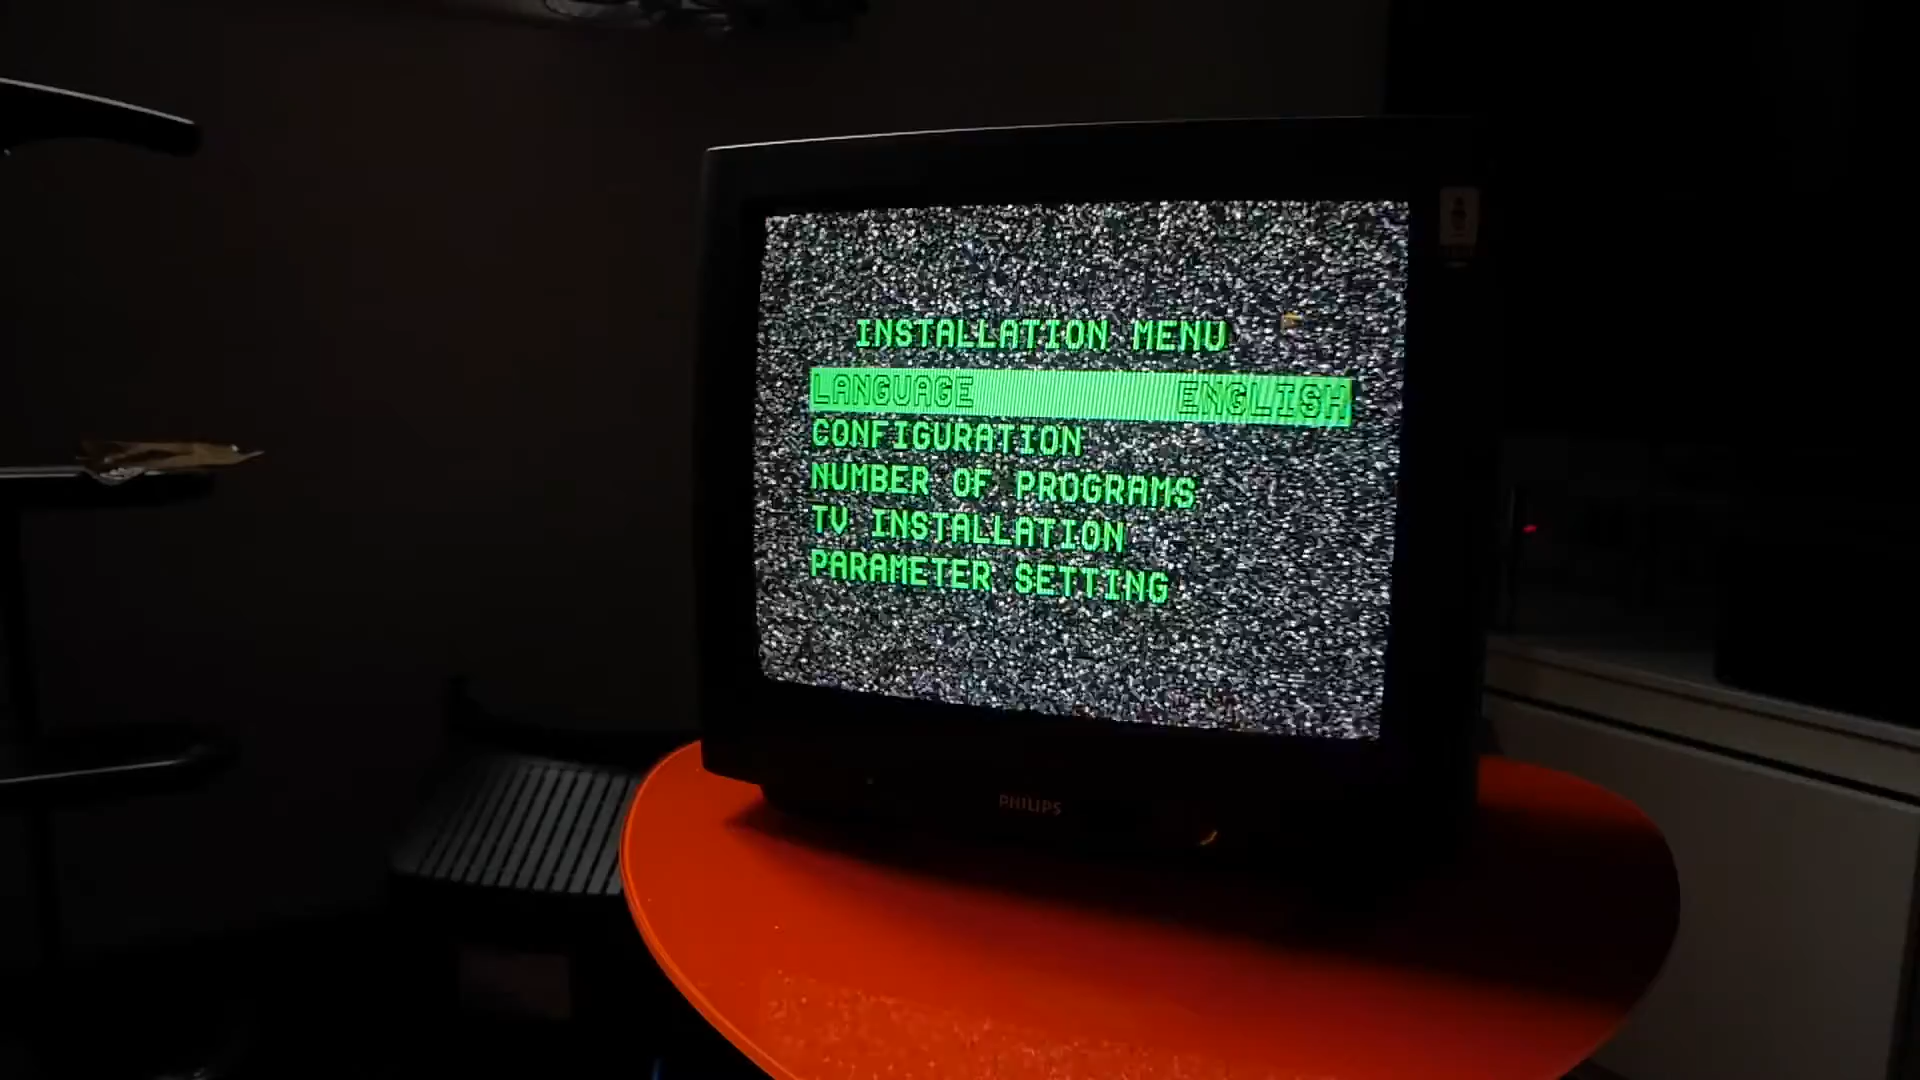 INSTALLATION MENU
LANGUAGE ENGLISH
CONFIGURATION
NUMBER OF PROGRAMS
TV INSTALLATION
PARAMETER SETTING
PHILIPS